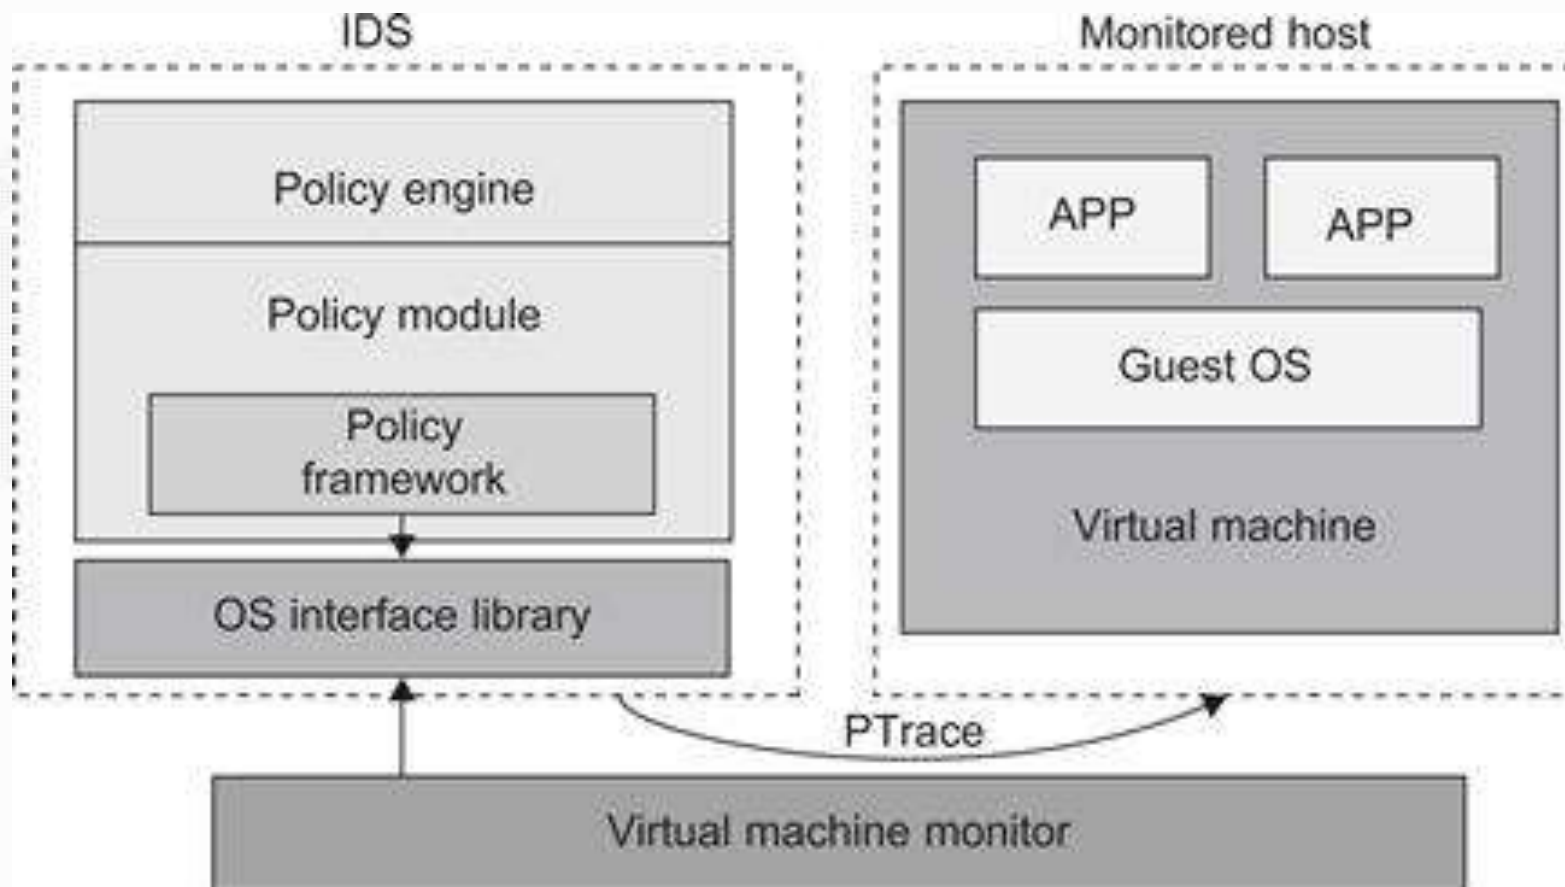 IDS
Policy engine
Policy module
Policy
framework
OS interface library
Monitored host
APP
APP
Guest OS
Virtual machine
PTrace
Virtual machine monitor